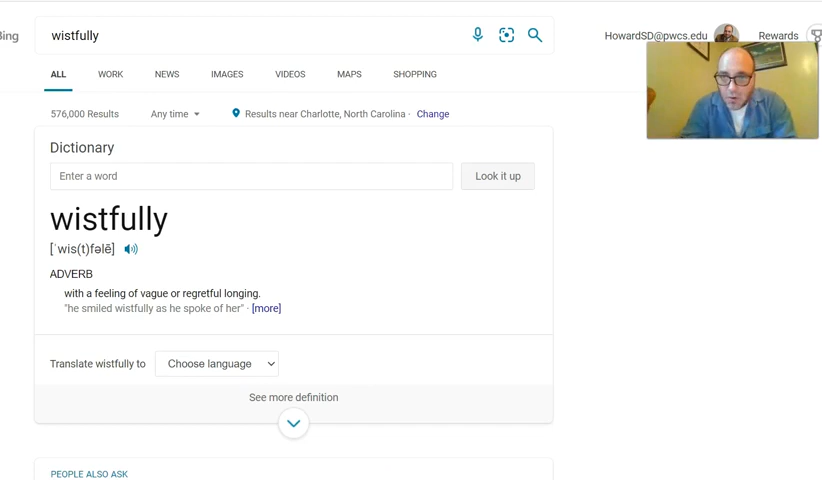 Bing
wistfully
HowardSD@pwcs.edu
Rewards
ALL
WORK
NEWS
IMAGES
VIDEOS
MAPS
SHOPPING
576,000 Results
Any time
Results near Charlotte, North Carolina ·
Change
Dictionary
Enter a word
Look it up
wistfully
[ˈwis(t)fəlē]
ADVERB
with a feeling of vague or regretful longing.
"he smiled wistfully as he spoke of her" · [more]
Translate wistfully to
Choose language
See more definition
PEOPLE ALSO ASK